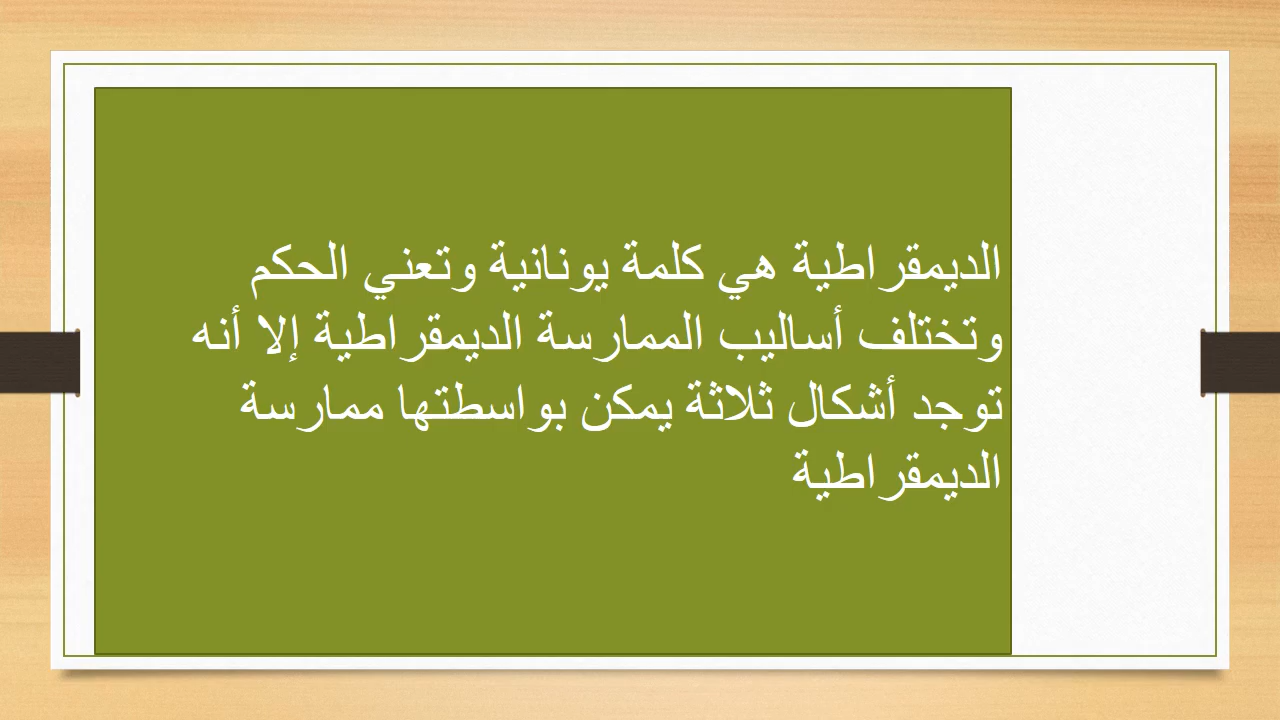 الديمقراطية هي كلمة يونانية وتعني الحكم
وتختلف أساليب الممارسة الديمقراطية إلا أنه
توجد أشكال ثلاثة يمكن بواسطتها ممارسة
الديمقراطية